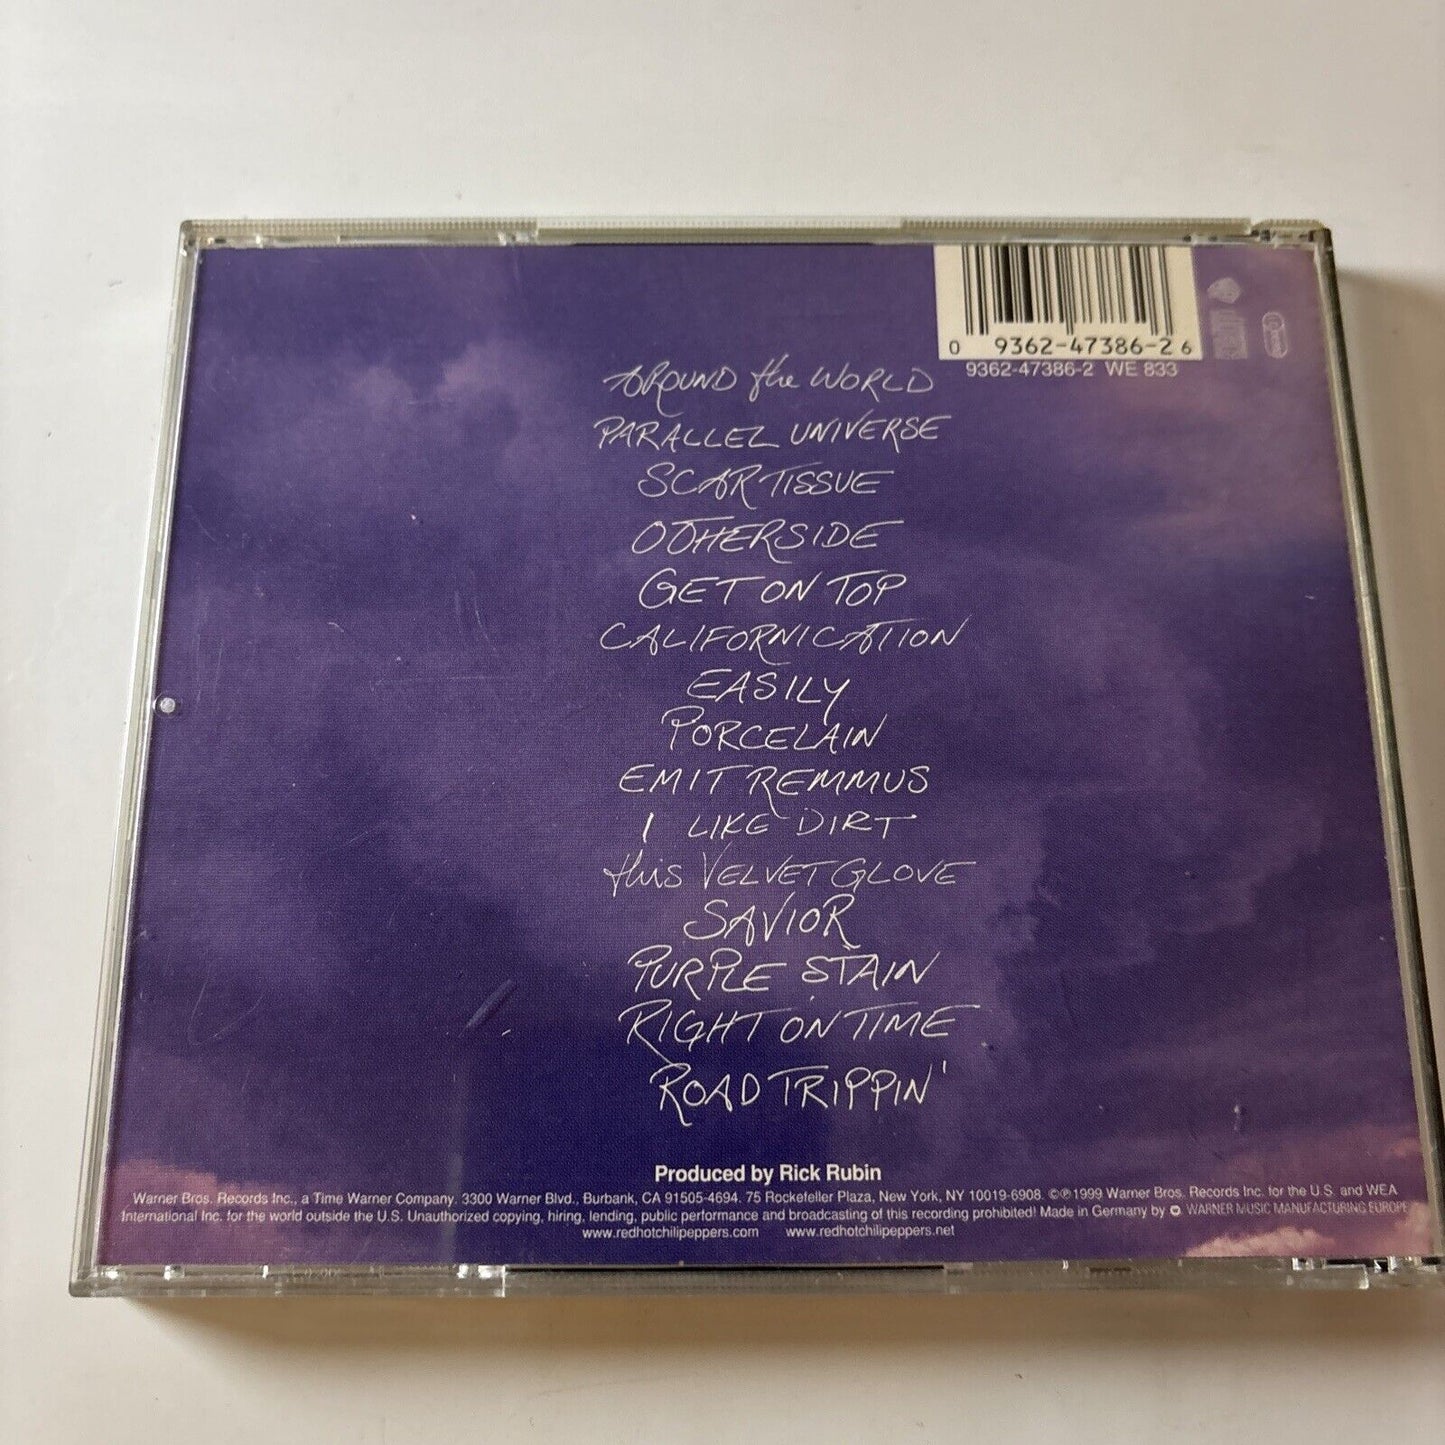 0 9362-47386-2 6
9362-47386-2 WE 833
AROUND the WORLD
PARALLEL UNIVERSE
SCAR TISSUE
OTHERSIDE
GET ON TOP
CALIFORNICATION
EASILY
PORCELAIN
EMIT REMMUS
I LIKE DIRT
this VELVET GLOVE
SAVIOR
PURPLE STAIN
RIGHT ON TIME
ROAD TRIPPIN'
Produced by Rick Rubin
Warner Bros. Records Inc., a Time Warner Company. 3300 Warner Blvd., Burbank, CA 91505-4694. 75 Rockefeller Plaza, New York, NY 10019-6908. ©℗1999 Warner Bros. Records Inc. for the U.S. and WEA
International Inc. for the world outside the U.S. Unauthorized copying, hiring, lending, public performance and broadcasting of this recording prohibited! Made in Germany by WARNER MUSIC MANUFACTURING EUROPE
www.redhotchilipeppers.com www.redhotchilipeppers.net